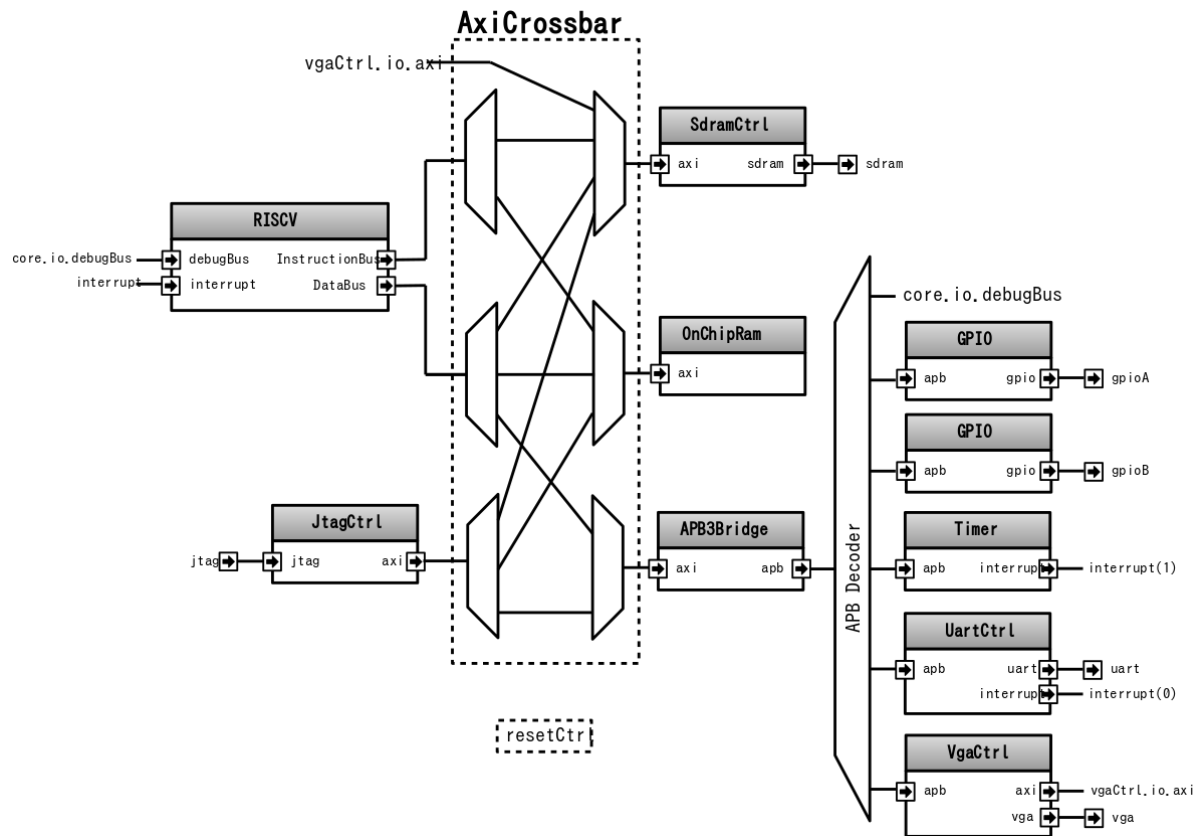 AxiCrossbar
vgaCtrl.io.axi
SdramCtrl
axi sdram
sdram
RISCV
core.io.debugBus
debugBus InstructionBus
interrupt
interrupt DataBus
core.io.debugBus
OnChipRam
axi
GPIO
apb gpio
gpioA
GPIO
apb gpio
gpioB
JtagCtrl
jtag
jtag axi
APB3Bridge
axi apb
APB Decoder
Timer
apb interrupt
interrupt(1)
UartCtrl
apb uart
uart
interrupt
interrupt(0)
resetCtrl
VgaCtrl
apb axi
vgaCtrl.io.axi
vga
vga